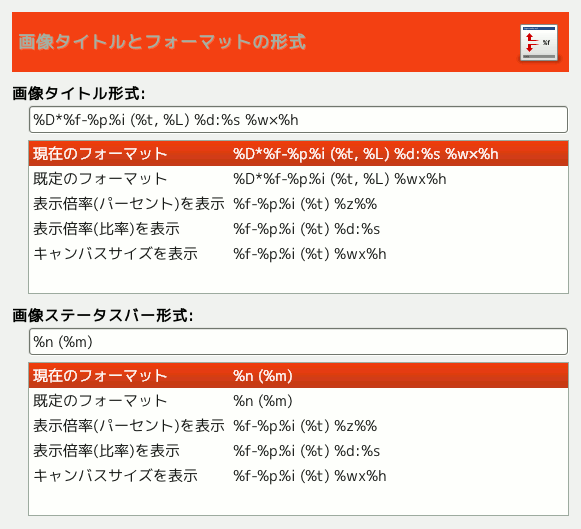 画像タイトルとフォーマットの形式
%f
画像タイトル形式:
%D*%f-%p.%i (%t, %L) %d:%s %w×%h
現在のフォーマット %D*%f-%p.%i (%t, %L) %d:%s %w×%h
既定のフォーマット %D*%f-%p.%i (%t, %L) %wx%h
表示倍率(パーセント)を表示 %f-%p.%i (%t) %z%%
表示倍率(比率)を表示 %f-%p.%i (%t) %d:%s
キャンバスサイズを表示 %f-%p.%i (%t) %wx%h
画像ステータスバー形式:
%n (%m)
現在のフォーマット %n (%m)
既定のフォーマット %n (%m)
表示倍率(パーセント)を表示 %f-%p.%i (%t) %z%%
表示倍率(比率)を表示 %f-%p.%i (%t) %d:%s
キャンバスサイズを表示 %f-%p.%i (%t) %wx%h